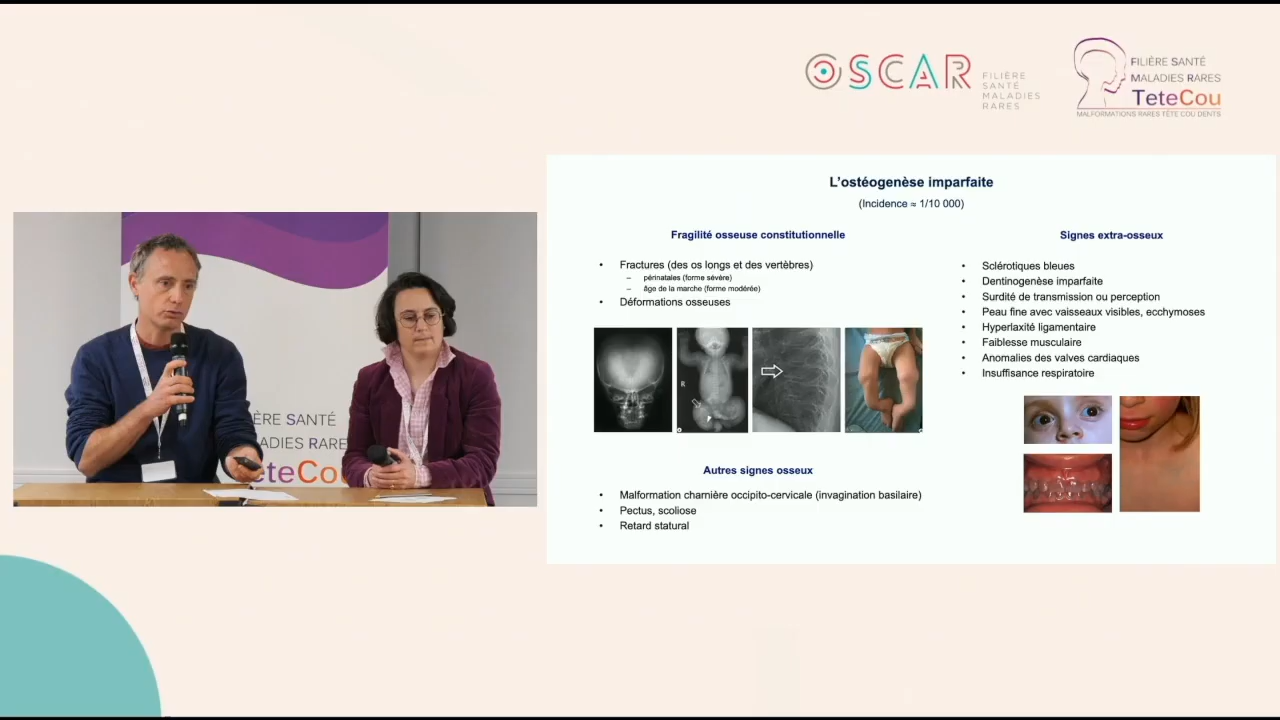 OSCAR
FILIÈRE
SANTÉ
MALADIES
RARES
FILIÈRE SANTÉ
MALADIES RARES
TeteCou
MALFORMATIONS RARES TÊTE COU DENTS
L'ostéogenèse imparfaite
(Incidence ≈ 1/10 000)
Fragilité osseuse constitutionnelle
• Fractures (des os longs et des vertèbres)
– périnatales (forme sévère)
– âge de la marche (forme modérée)
• Déformations osseuses
R
Autres signes osseux
• Malformation charnière occipito-cervicale (invagination basilaire)
• Pectus, scoliose
• Retard statural
Signes extra-osseux
• Sclérotiques bleues
• Dentinogenèse imparfaite
• Surdité de transmission ou perception
• Peau fine avec vaisseaux visibles, ecchymoses
• Hyperlaxité ligamentaire
• Faiblesse musculaire
• Anomalies des valves cardiaques
• Insuffisance respiratoire
ÈRE SANTÉ
ALADIES RARE
eteCo